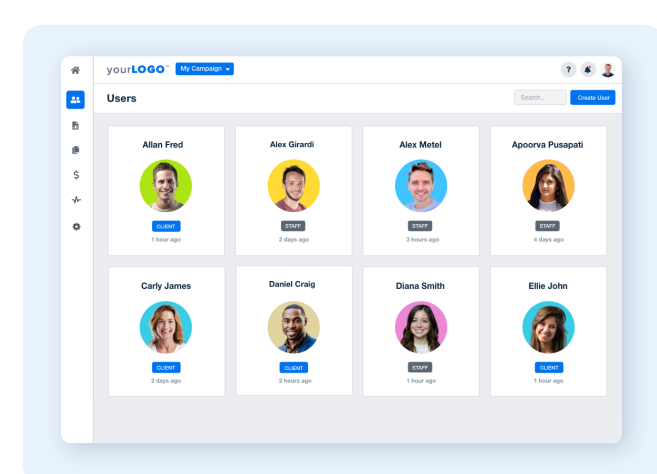 yourLOGO™ My Campaign
?
Users
Search..
Create User
Allan Fred
CLIENT
1 hour ago
Alex Girardi
STAFF
2 days ago
Alex Metel
STAFF
3 hours ago
Apoorva Pusapati
STAFF
4 days ago
Carly James
CLIENT
2 days ago
Daniel Craig
CLIENT
2 hours ago
Diana Smith
STAFF
1 hour ago
Ellie John
CLIENT
1 hour ago